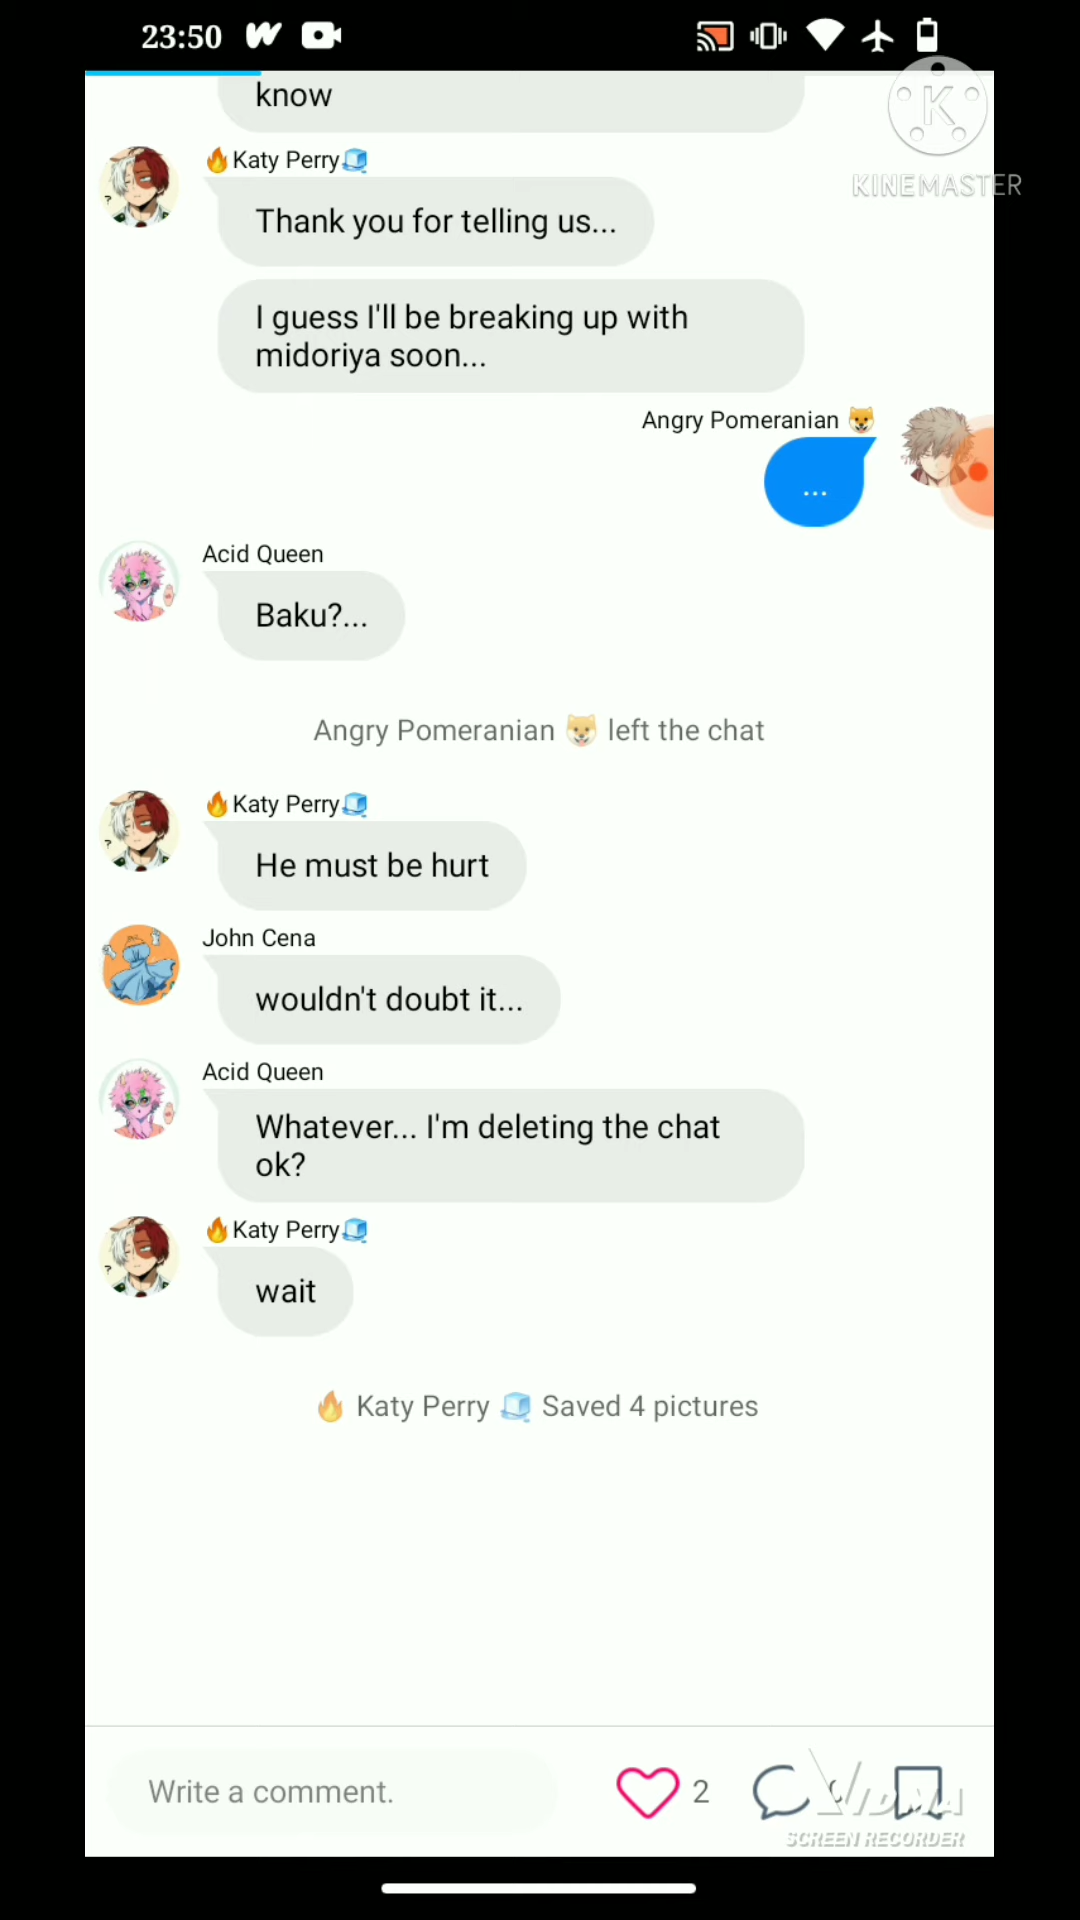 23:50
know
🔥Katy Perry🧊
Thank you for telling us...
I guess I'll be breaking up with
midoriya soon...
Angry Pomeranian
...
Acid Queen
Baku?...
Angry Pomeranian left the chat
🔥Katy Perry🧊
He must be hurt
John Cena
wouldn't doubt it...
Acid Queen
Whatever... I'm deleting the chat
ok?
🔥Katy Perry🧊
wait
🔥 Katy Perry 🧊 Saved 4 pictures
Write a comment.
2
K
KINEMASTER
VIDMA
SCREEN RECORDER